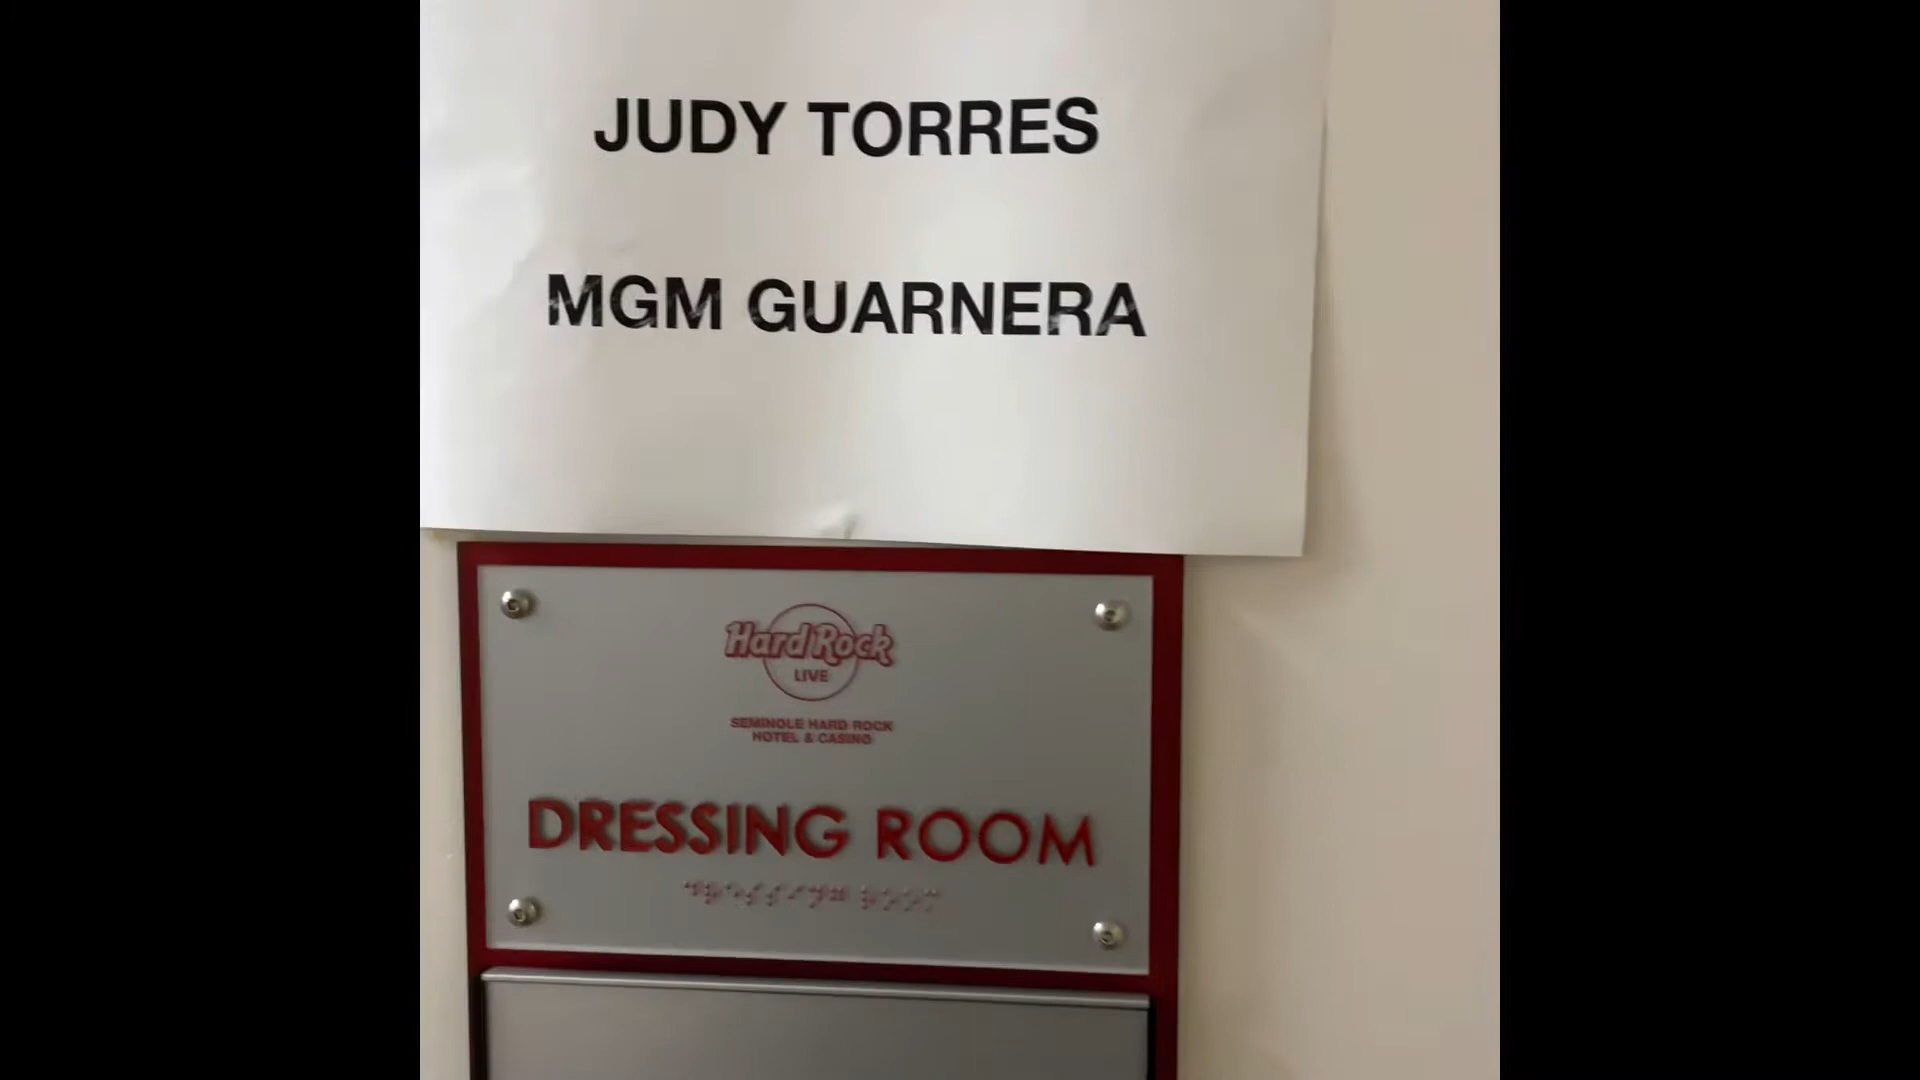 JUDY TORRES
MGM GUARNERA
Hard Rock
LIVE
SEMINOLE HARD ROCK
HOTEL & CASINO
DRESSING ROOM